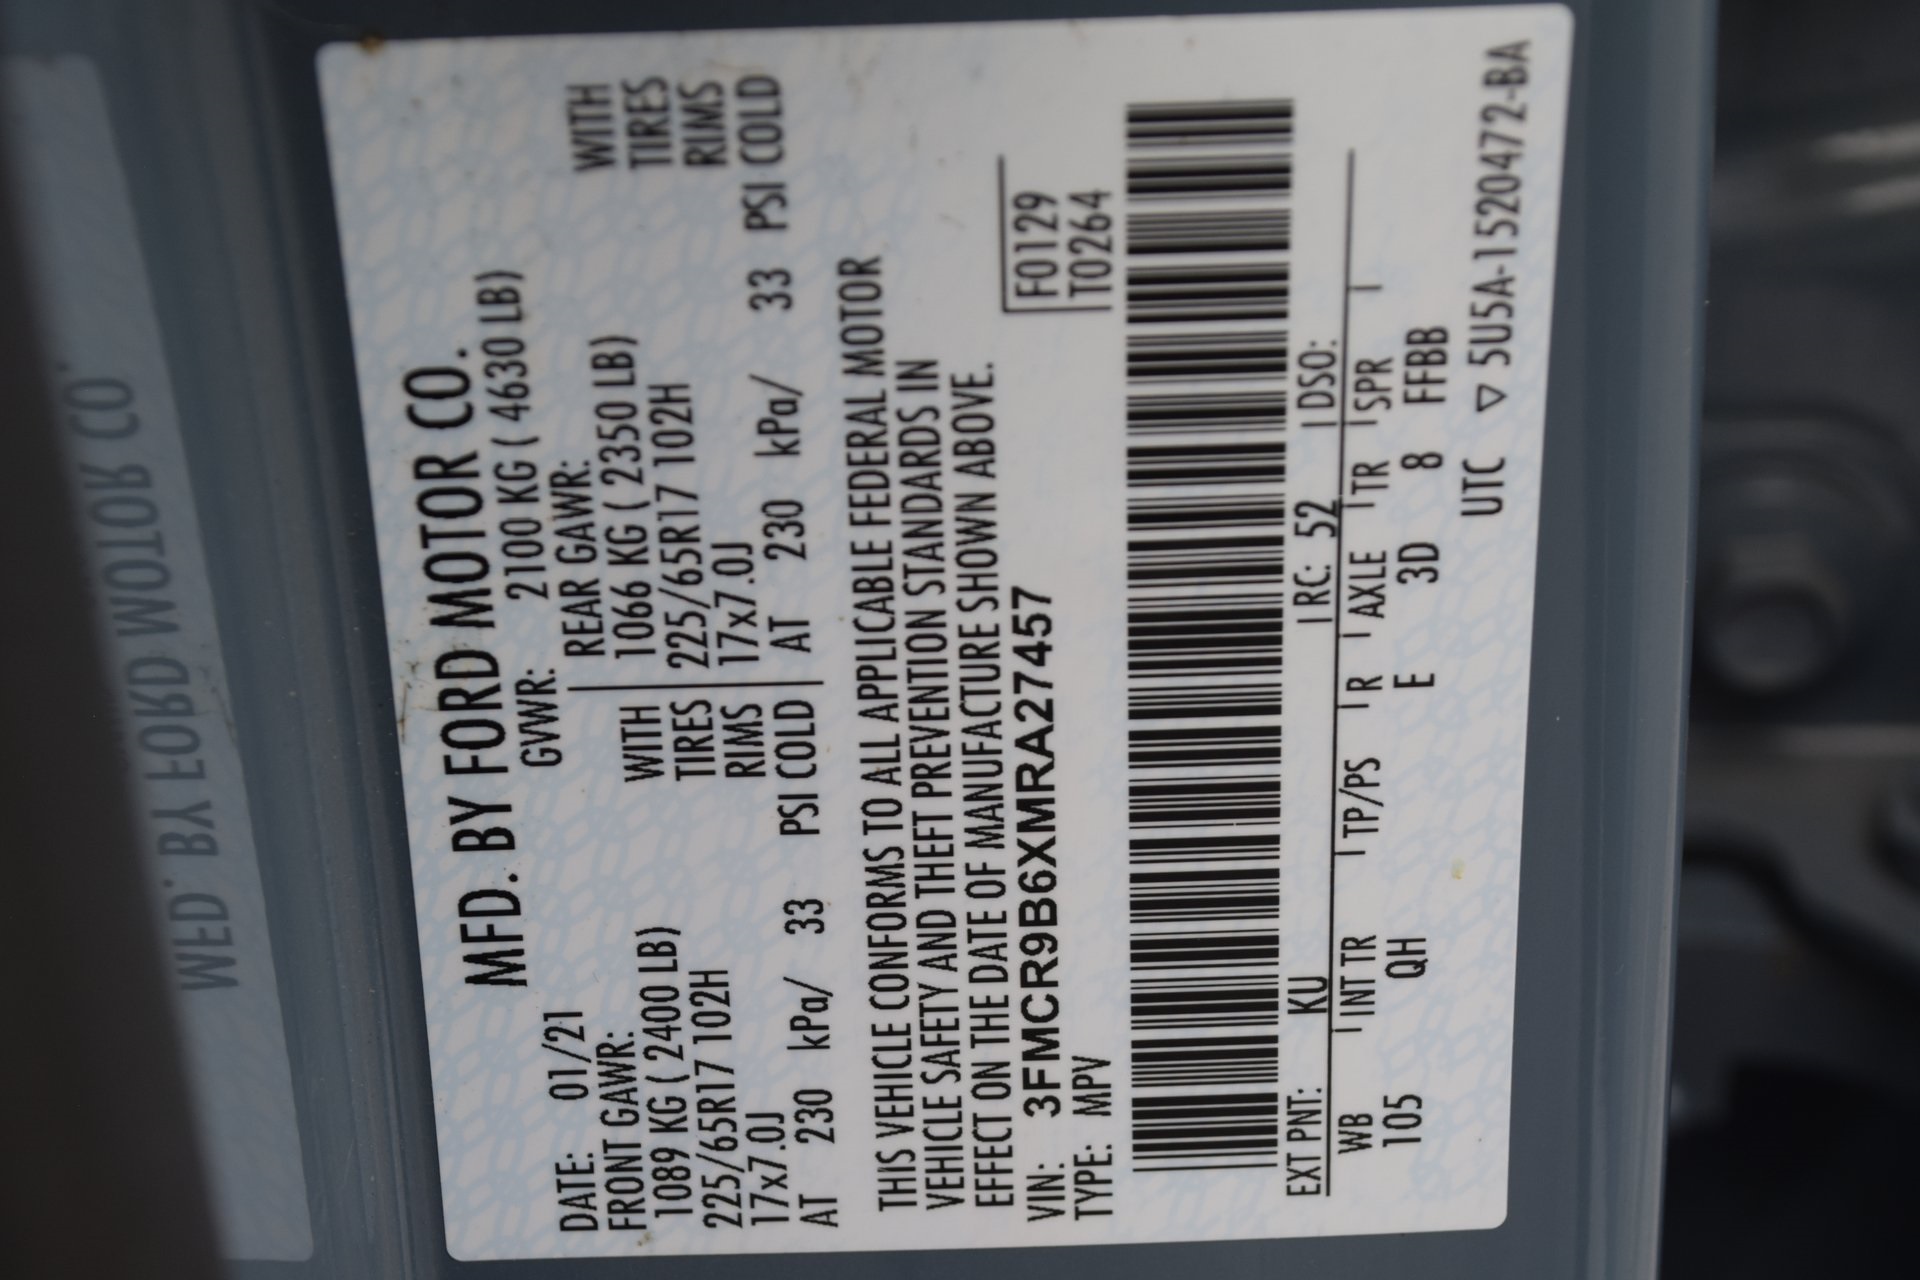 MFD. BY FORD MOTOR CO.
DATE: 01/21 GVWR: 2100 KG ( 4630 LB)
FRONT GAWR: REAR GAWR:
1089 KG ( 2400 LB) WITH 1066 KG ( 2350 LB) WITH
225/65R17 102H TIRES 225/65R17 102H TIRES
17x7.0J RIMS 17x7.0J RIMS
AT 230 kPa/ 33 PSI COLD AT 230 kPa/ 33 PSI COLD
THIS VEHICLE CONFORMS TO ALL APPLICABLE FEDERAL MOTOR
VEHICLE SAFETY AND THEFT PREVENTION STANDARDS IN
EFFECT ON THE DATE OF MANUFACTURE SHOWN ABOVE.
VIN: 3FMCR9B6XMRA27457 F0129
TYPE: MPV T0264
EXT PNT: KU RC: 52 DSO:
WB INT TR TP/PS R AXLE TR SPR
105 QH E 3D 8 FFBB
UTC ▽ 5U5A-1520472-BA
MFD. BY FORD MOTOR CO.